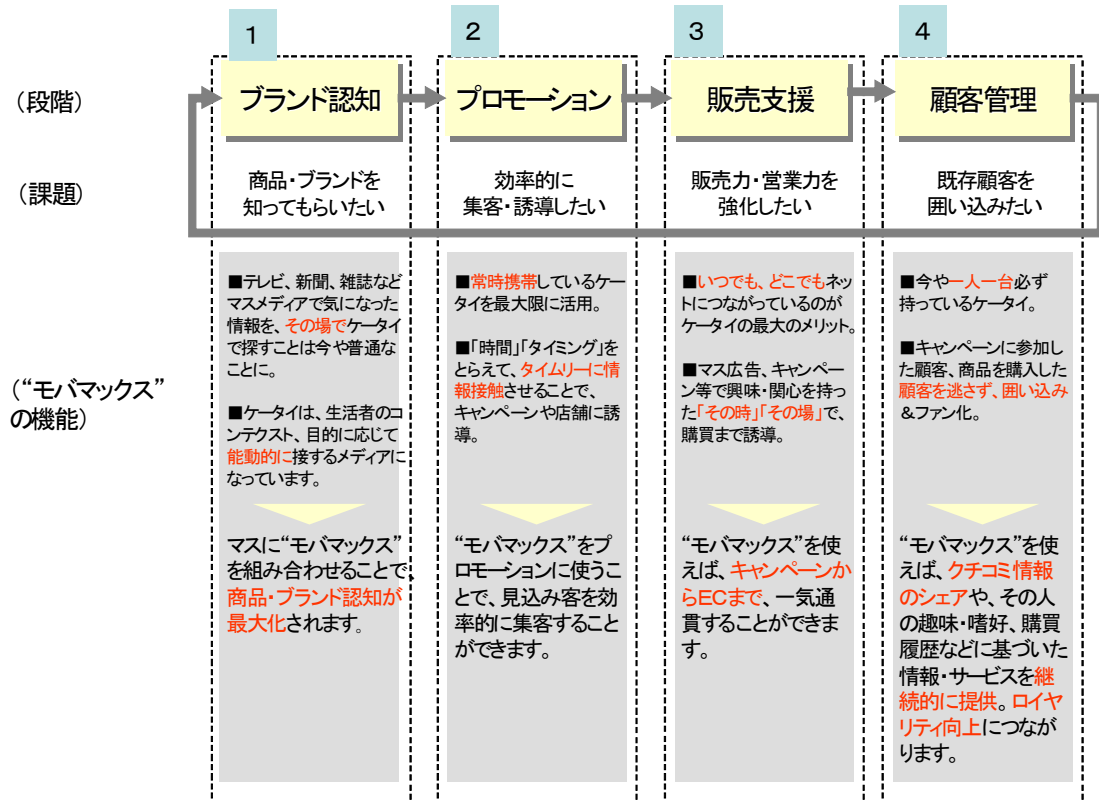 1
2
3
4
（段階）
ブランド認知
プロモーション
販売支援
顧客管理
（課題）
商品・ブランドを
知ってもらいたい
効率的に
集客・誘導したい
販売力・営業力を
強化したい
既存顧客を
囲い込みたい
（“モバマックス”
の機能）
■テレビ、新聞、雑誌など
マスメディアで気になった
情報を、その場でケータイ
で探すことは今や普通な
ことに。
■ケータイは、生活者のコ
ンテクスト、目的に応じて
能動的に接するメディアに
なっています。
マスに“モバマックス”
を組み合わせることで、
商品・ブランド認知が
最大化されます。
■常時携帯しているケー
タイを最大限に活用。
■「時間」「タイミング」を
とらえて、タイムリーに情
報接触させることで、
キャンペーンや店舗に誘
導。
“モバマックス”をプ
ロモーションに使うこ
とで、見込み客を効
率的に集客すること
ができます。
■いつでも、どこでもネッ
トにつながっているのが
ケータイの最大のメリット。
■マス広告、キャンペー
ン等で興味・関心を持っ
た「その時」「その場」で、
購買まで誘導。
“モバマックス”を使
えば、キャンペーンか
らECまで、一気通
貫することができま
す。
■今や一人一台必ず
持っているケータイ。
■キャンペーンに参加し
た顧客、商品を購入した
顧客を逃さず、囲い込み
＆ファン化。
“モバマックス”を使
えば、クチコミ情報
のシェアや、その人
の趣味・嗜好、購買
履歴などに基づいた
情報・サービスを継
続的に提供。ロイヤ
リティ向上につなが
ります。